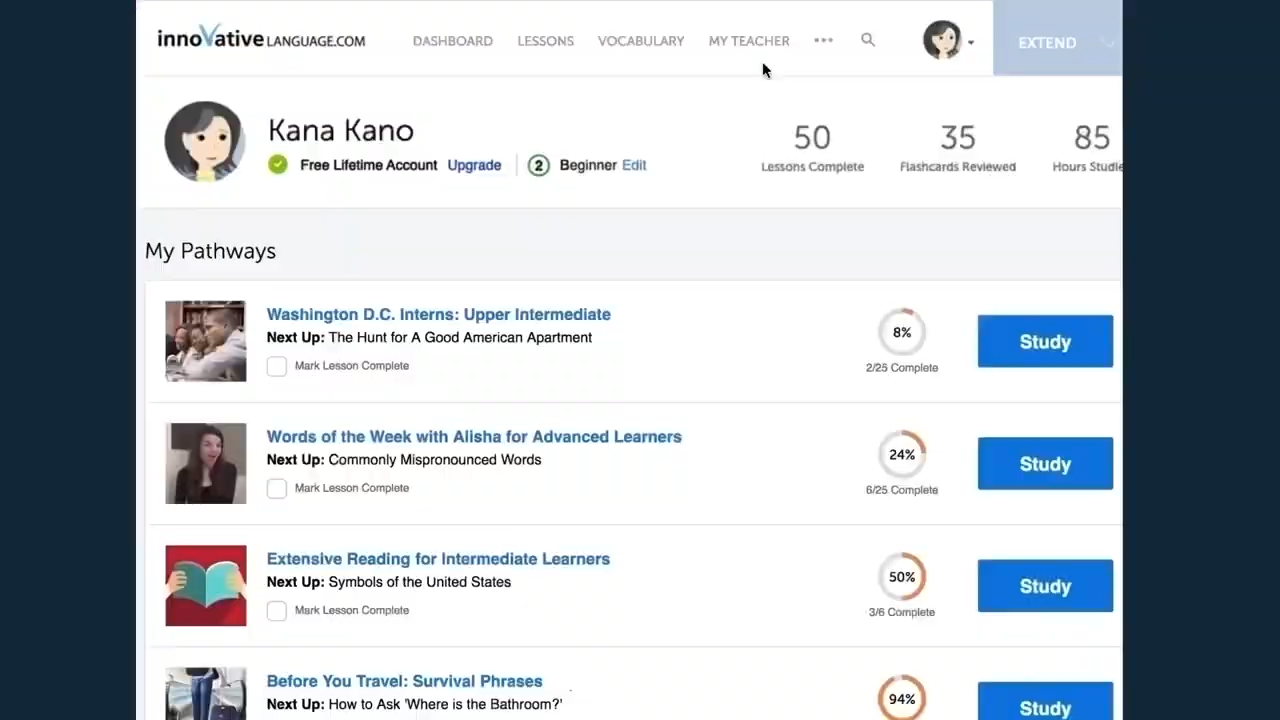 innoVative LANGUAGE.COM DASHBOARD LESSONS VOCABULARY MY TEACHER ••• EXTEND
Kana Kano
Free Lifetime Account Upgrade 2 Beginner Edit
50 35 85
Lessons Complete Flashcards Reviewed Hours
My Pathways
Washington D.C. Interns: Upper Intermediate
Next Up: The Hunt for A Good American Apartment
Mark Lesson Complete
8%
2/25 Complete
Study
Words of the Week with Alisha for Advanced Learners
Next Up: Commonly Mispronounced Words
Mark Lesson Complete
24%
6/25 Complete
Study
Extensive Reading for Intermediate Learners
Next Up: Symbols of the United States
Mark Lesson Complete
50%
3/6 Complete
Study
Before You Travel: Survival Phrases
Next Up: How to Ask 'Where is the Bathroom?'
94%
Study